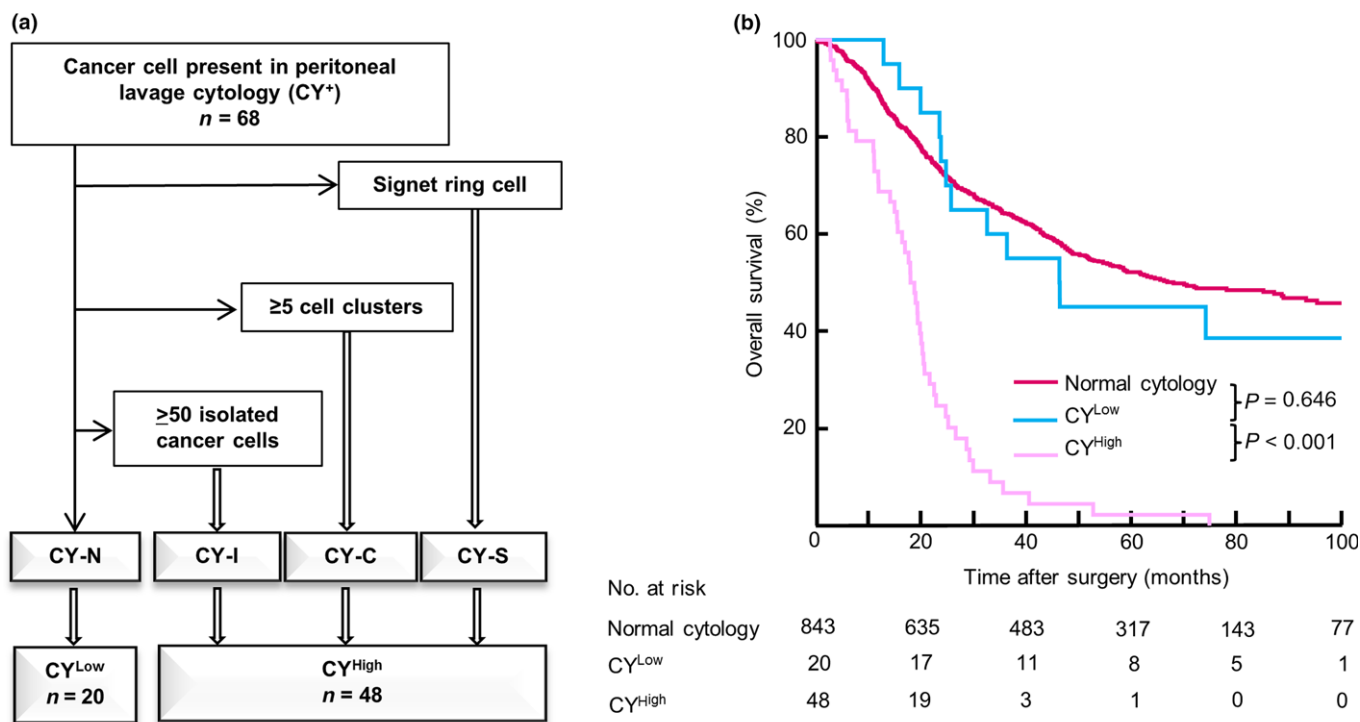 (a)
Cancer cell present in peritoneal
lavage cytology (CY⁺)
n = 68
Signet ring cell
≥5 cell clusters
≥50 isolated
cancer cells
CY-N
CY-I
CY-C
CY-S
CYLow
n = 20
CYHigh
n = 48
(b)
Overall survival (%)
100
80
60
40
20
Normal cytology
CYLow
CYHigh
P = 0.646
P < 0.001
0 20 40 60 80 100
Time after surgery (months)
No. at risk
Normal cytology 843 635 483 317 143 77
CYLow 20 17 11 8 5 1
CYHigh 48 19 3 1 0 0